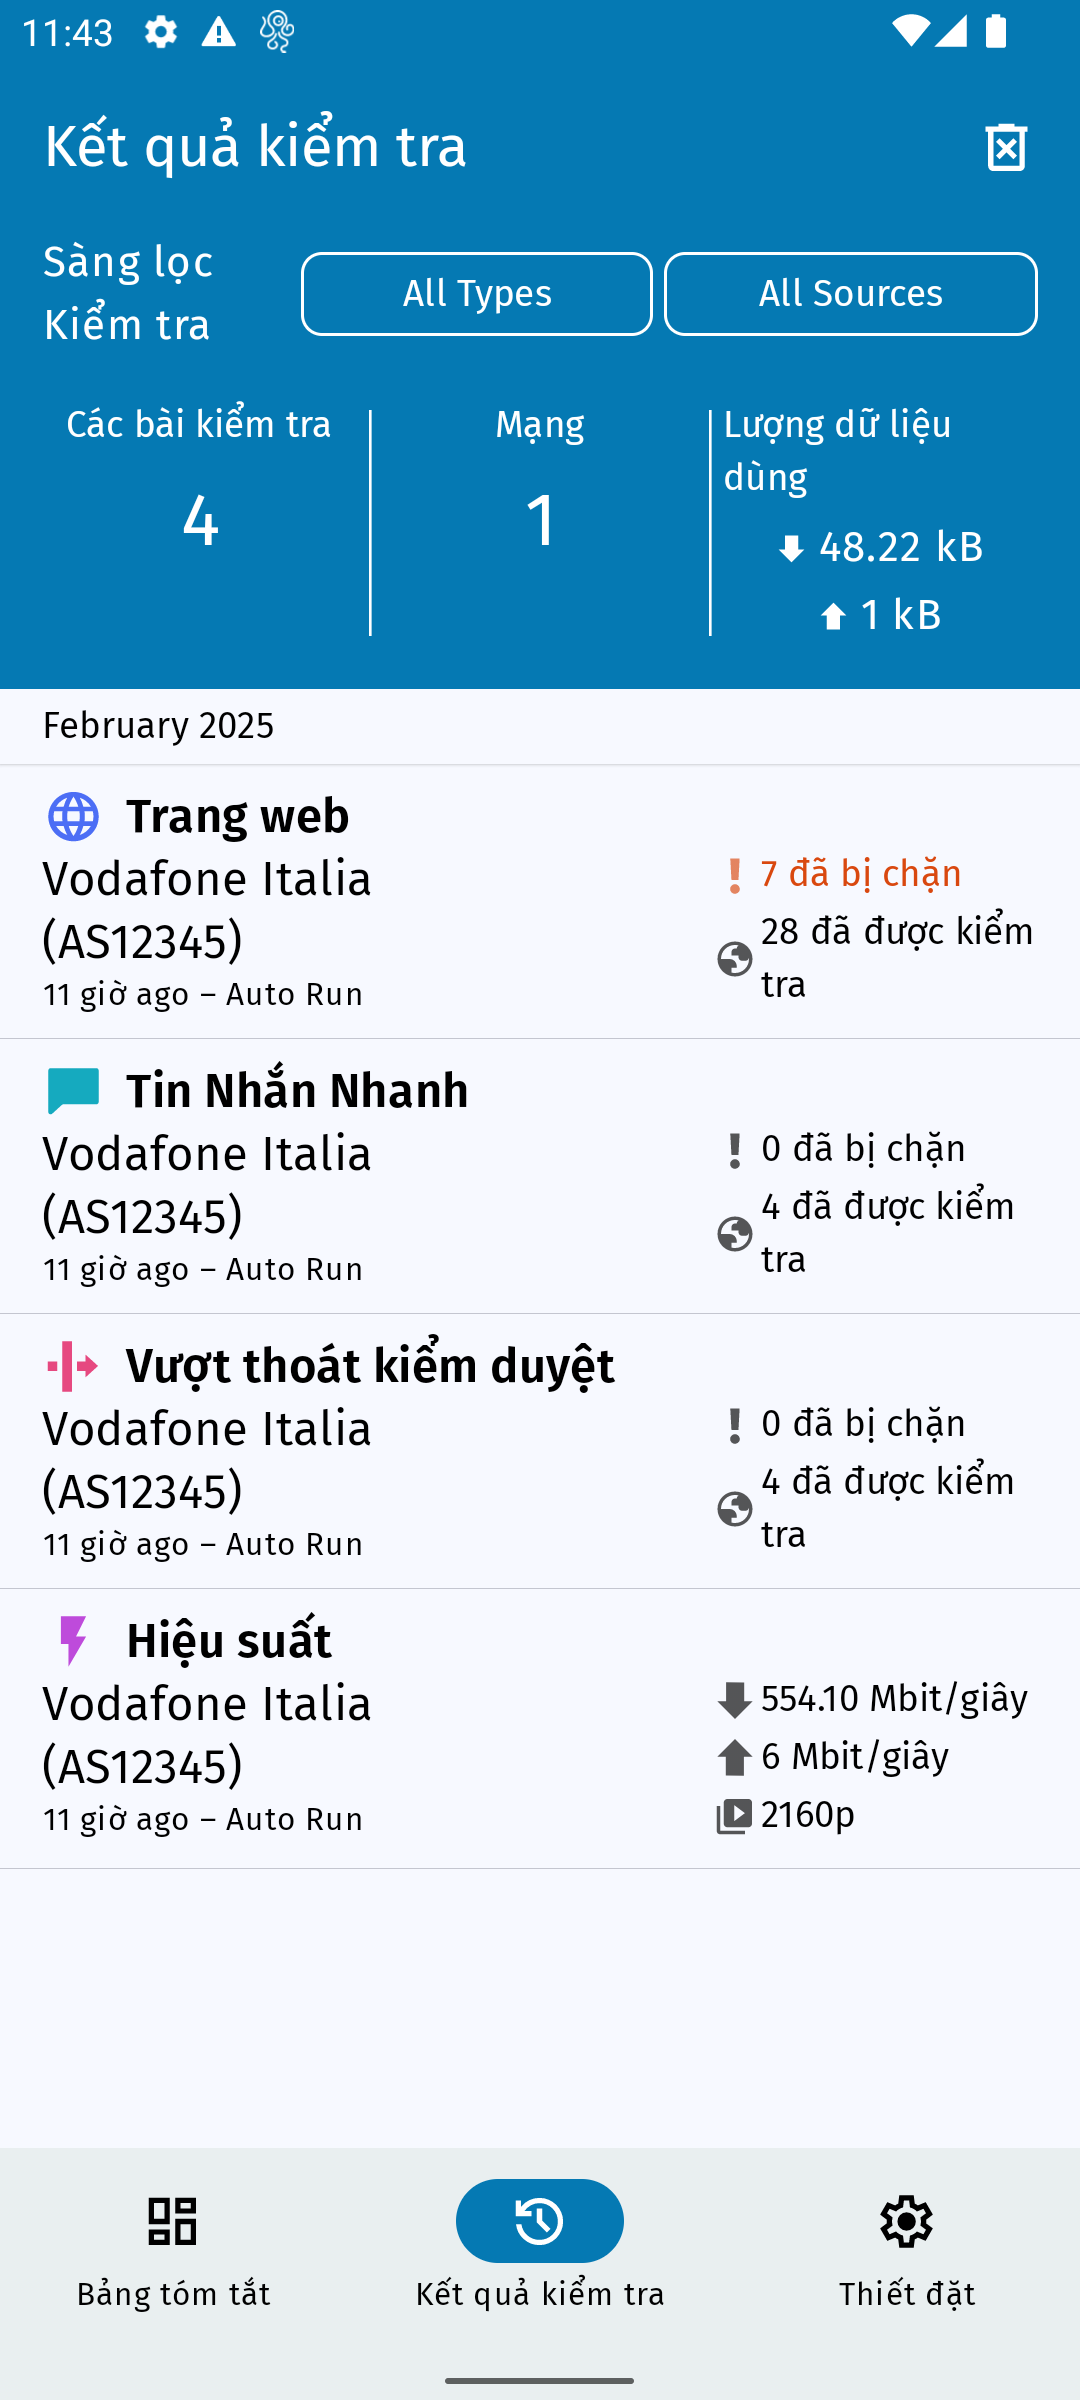 11:43
Kết quả kiểm tra
Sàng lọc
Kiểm tra
All Types
All Sources
Các bài kiểm tra
4
Mạng
1
Lượng dữ liệu
dùng
48.22 kB
1 kB
February 2025
Trang web
Vodafone Italia
(AS12345)
11 giờ ago – Auto Run
7 đã bị chặn
28 đã được kiểm
tra
Tin Nhắn Nhanh
Vodafone Italia
(AS12345)
11 giờ ago – Auto Run
0 đã bị chặn
4 đã được kiểm
tra
Vượt thoát kiểm duyệt
Vodafone Italia
(AS12345)
11 giờ ago – Auto Run
0 đã bị chặn
4 đã được kiểm
tra
Hiệu suất
Vodafone Italia
(AS12345)
11 giờ ago – Auto Run
554.10 Mbit/giây
6 Mbit/giây
2160p
Bảng tóm tắt
Kết quả kiểm tra
Thiết đặt